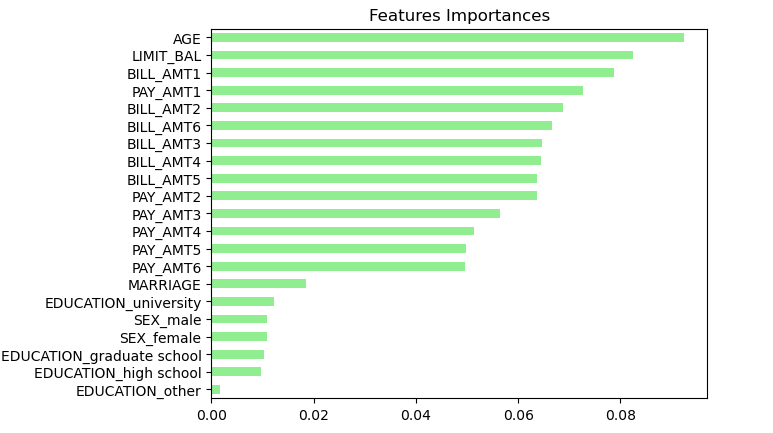 Features Importances
AGE
LIMIT_BAL
BILL_AMT1
PAY_AMT1
BILL_AMT2
BILL_AMT6
BILL_AMT3
BILL_AMT4
BILL_AMT5
PAY_AMT2
PAY_AMT3
PAY_AMT4
PAY_AMT5
PAY_AMT6
MARRIAGE
EDUCATION_university
SEX_male
SEX_female
EDUCATION_graduate school
EDUCATION_high school
EDUCATION_other
0.00 0.02 0.04 0.06 0.08